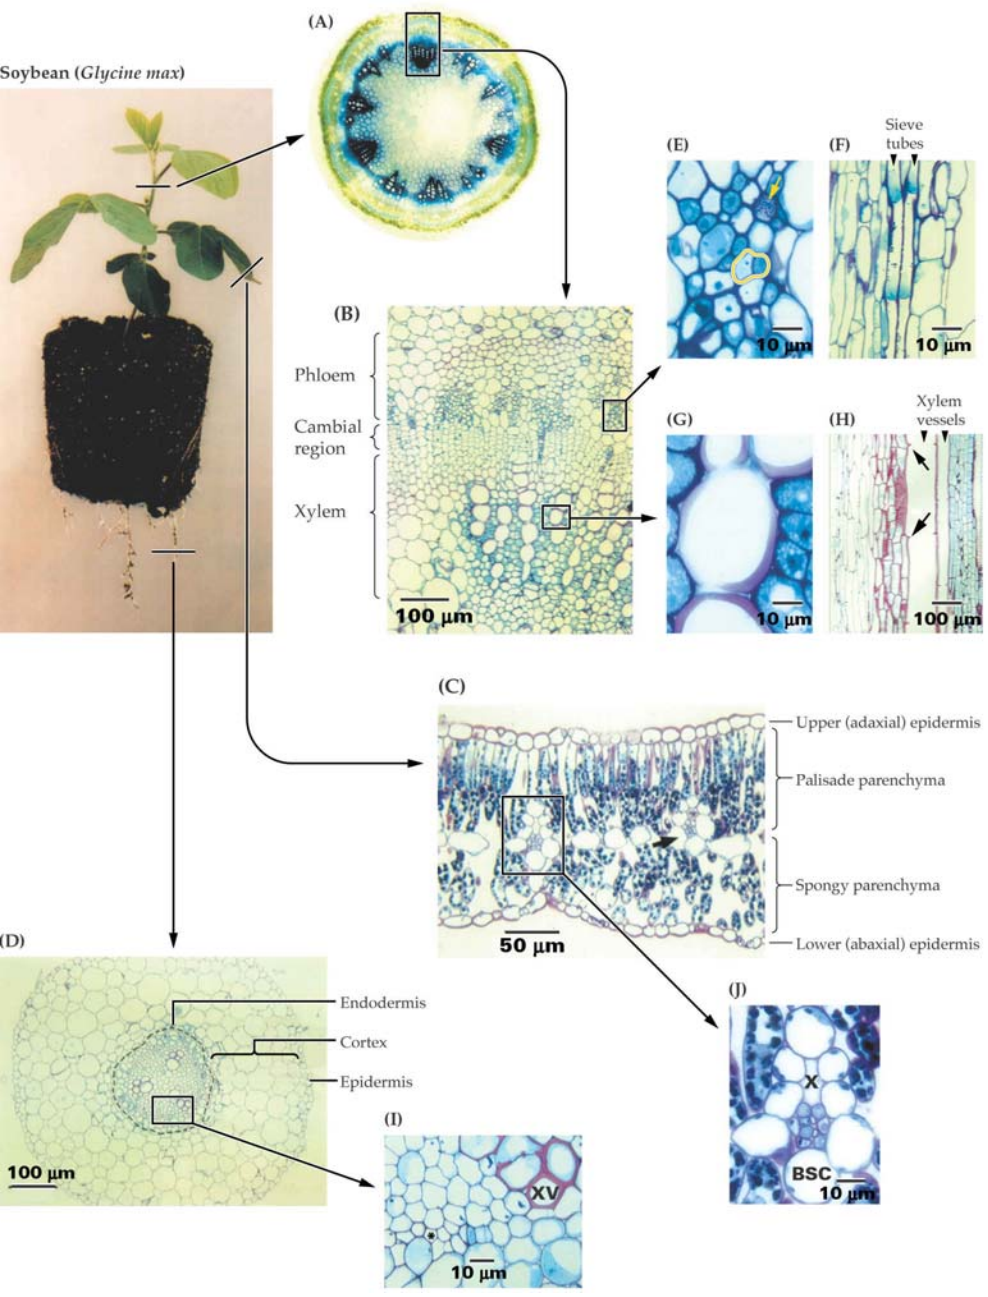 (A)
Soybean (Glycine max)
(E)
(F)
Sieve
tubes
10 µm
10 µm
(B)
Phloem
Cambial
region
Xylem
100 µm
(G)
(H)
Xylem
vessels
10 µm
100 µm
(C)
Upper (adaxial) epidermis
Palisade parenchyma
Spongy parenchyma
Lower (abaxial) epidermis
50 µm
(D)
Endodermis
Cortex
Epidermis
100 µm
(I)
XV
*
10 µm
(J)
X
BSC
10 µm